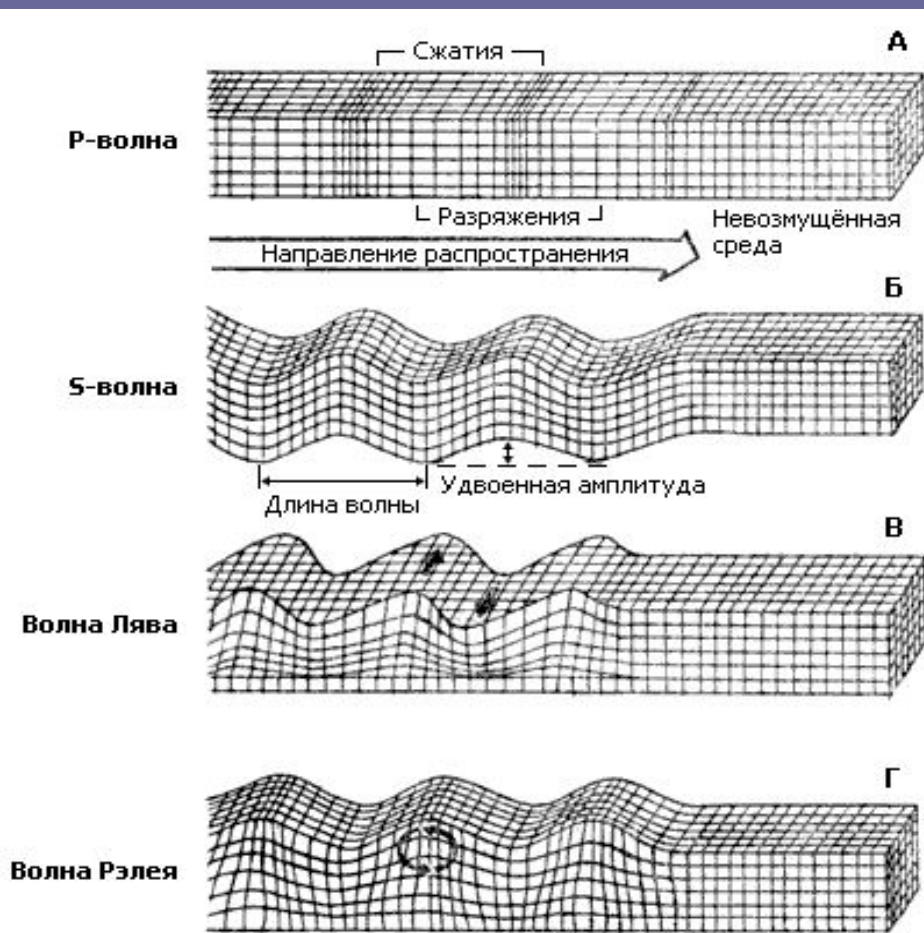 А
Сжатия
P-волна
Разряжения
Невозмущённая
среда
Направление распространения
Б
S-волна
Удвоенная амплитуда
Длина волны
В
Волна Лява
Г
Волна Рэлея